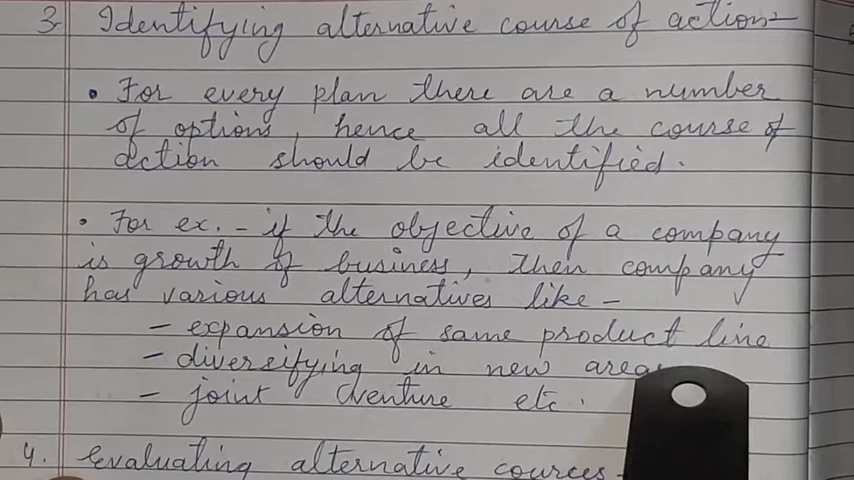 3. Identifying alternative course of action-
• For every plan there are a number
of options, hence all the course of
action should be identified.
• For ex. - if the objective of a company
is growth of business, then company
has various alternatives like -
- expansion of same product line
- diversifying in new areas
- joint venture etc.
4. Evaluating alternative cources-